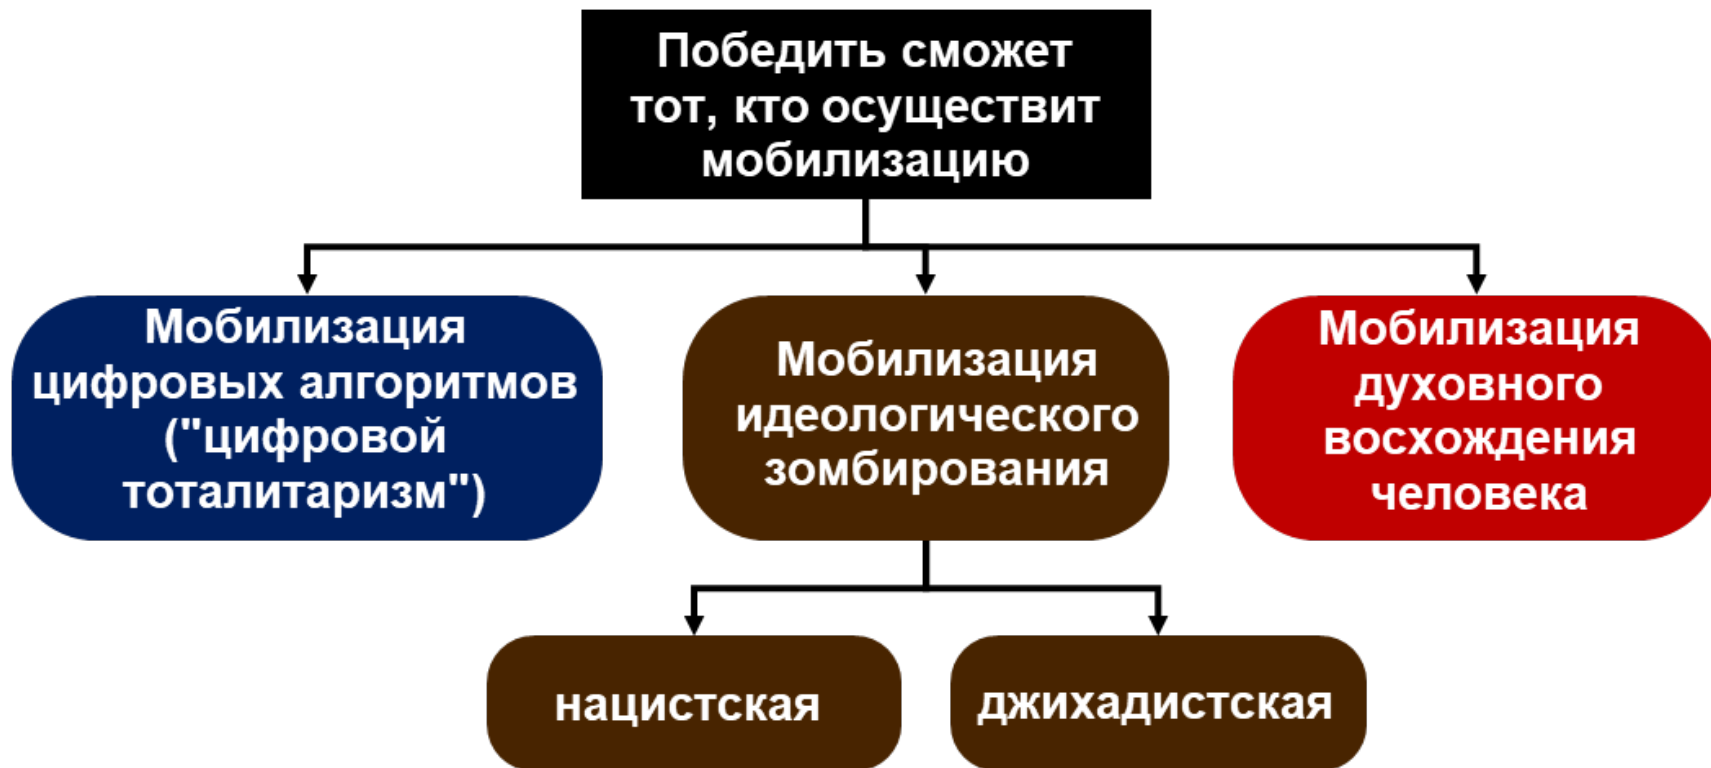 Победить сможет
тот, кто осуществит
мобилизацию
Мобилизация
цифровых алгоритмов
("цифровой
тоталитаризм")
Мобилизация
идеологического
зомбирования
Мобилизация
духовного
восхождения
человека
нацистская
джихадистская